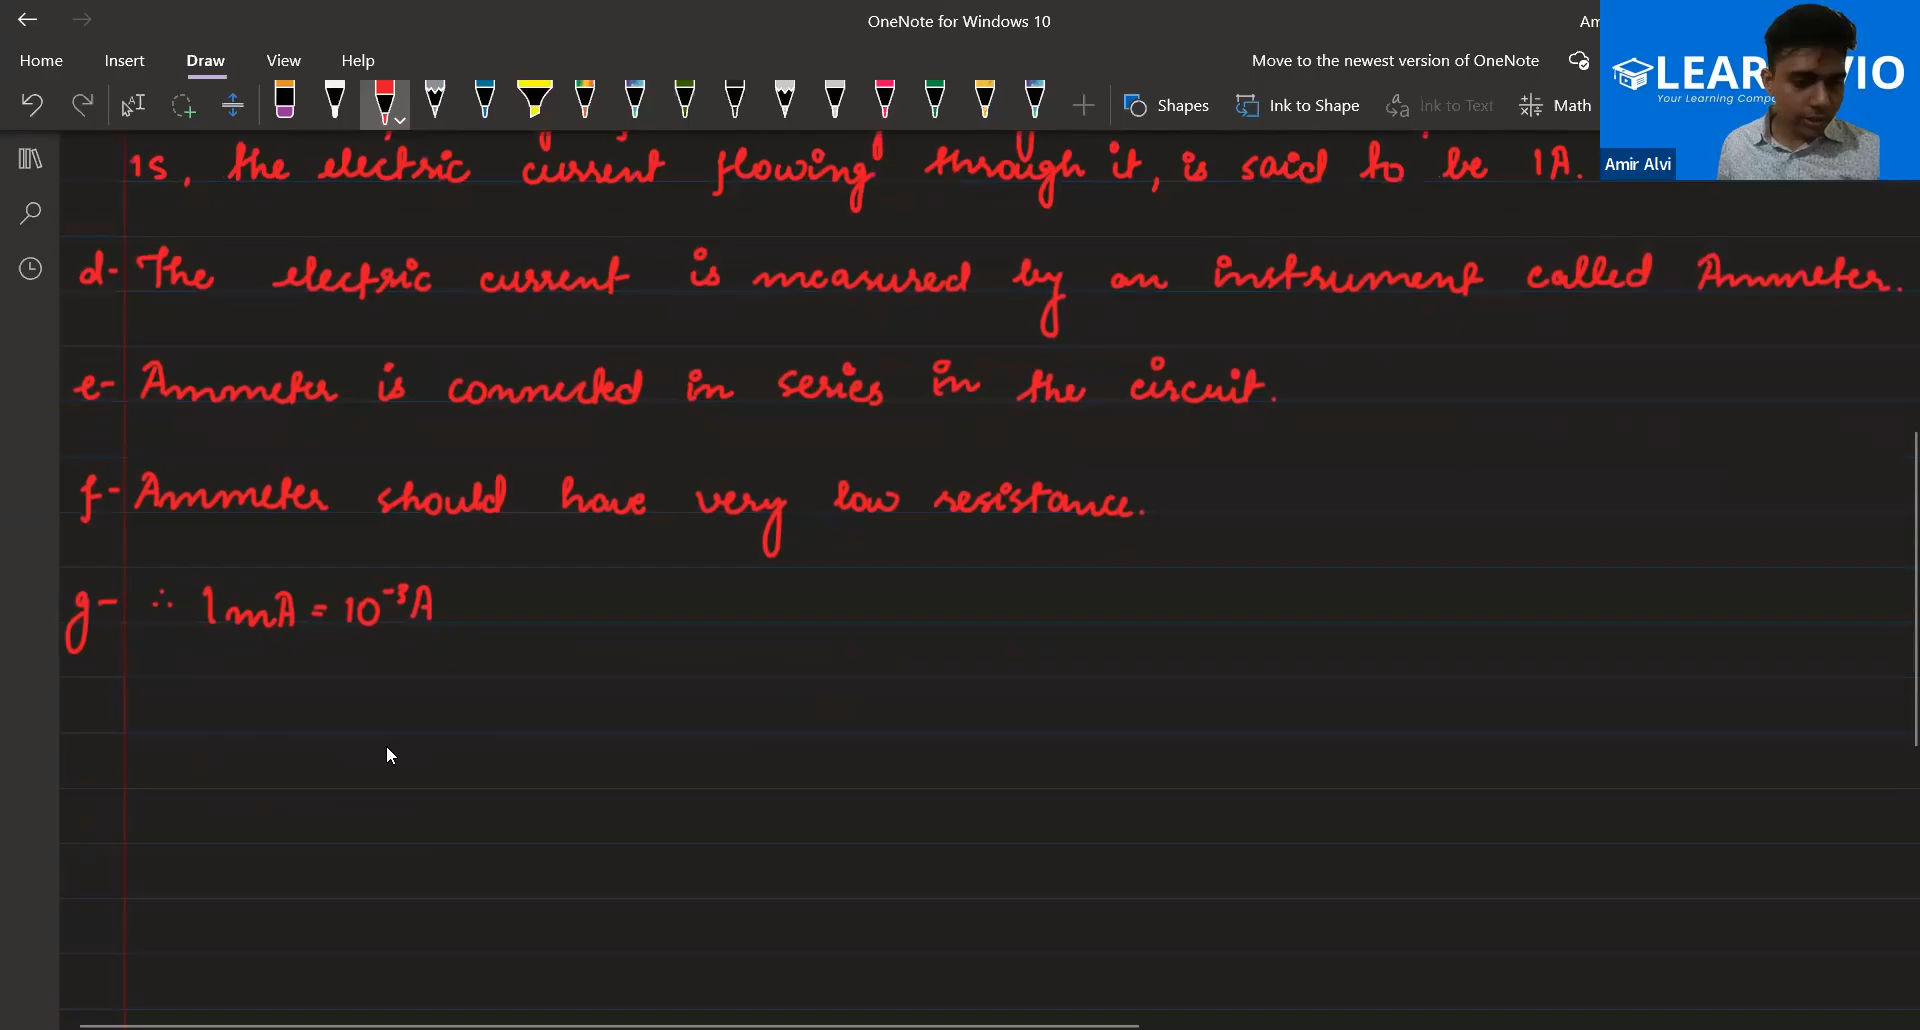 OneNote for Windows 10
Am
Home Insert Draw View Help
Move to the newest version of OneNote
Shapes Ink to Shape Ink to Text Math
LEAR VIO
Your Learning Compa
Amir Alvi
1s, the electric current flowing through it, is said to be 1A.
d- The electric current is measured by an instrument called Ammeter.
e- Ammeter is connected in series in the circuit.
f- Ammeter should have very low resistance.
g- ∴ 1mA = 10⁻³A